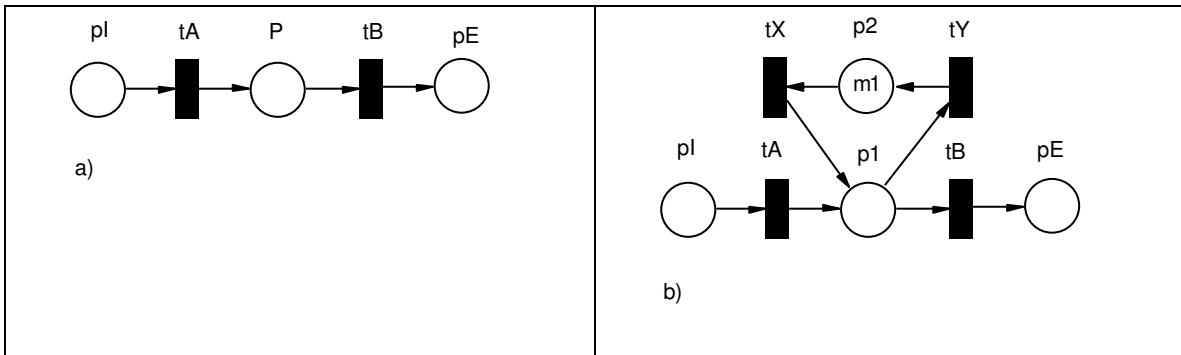 pI tA P tB pE
a)
tX p2 tY
m1
pI tA p1 tB pE
b)